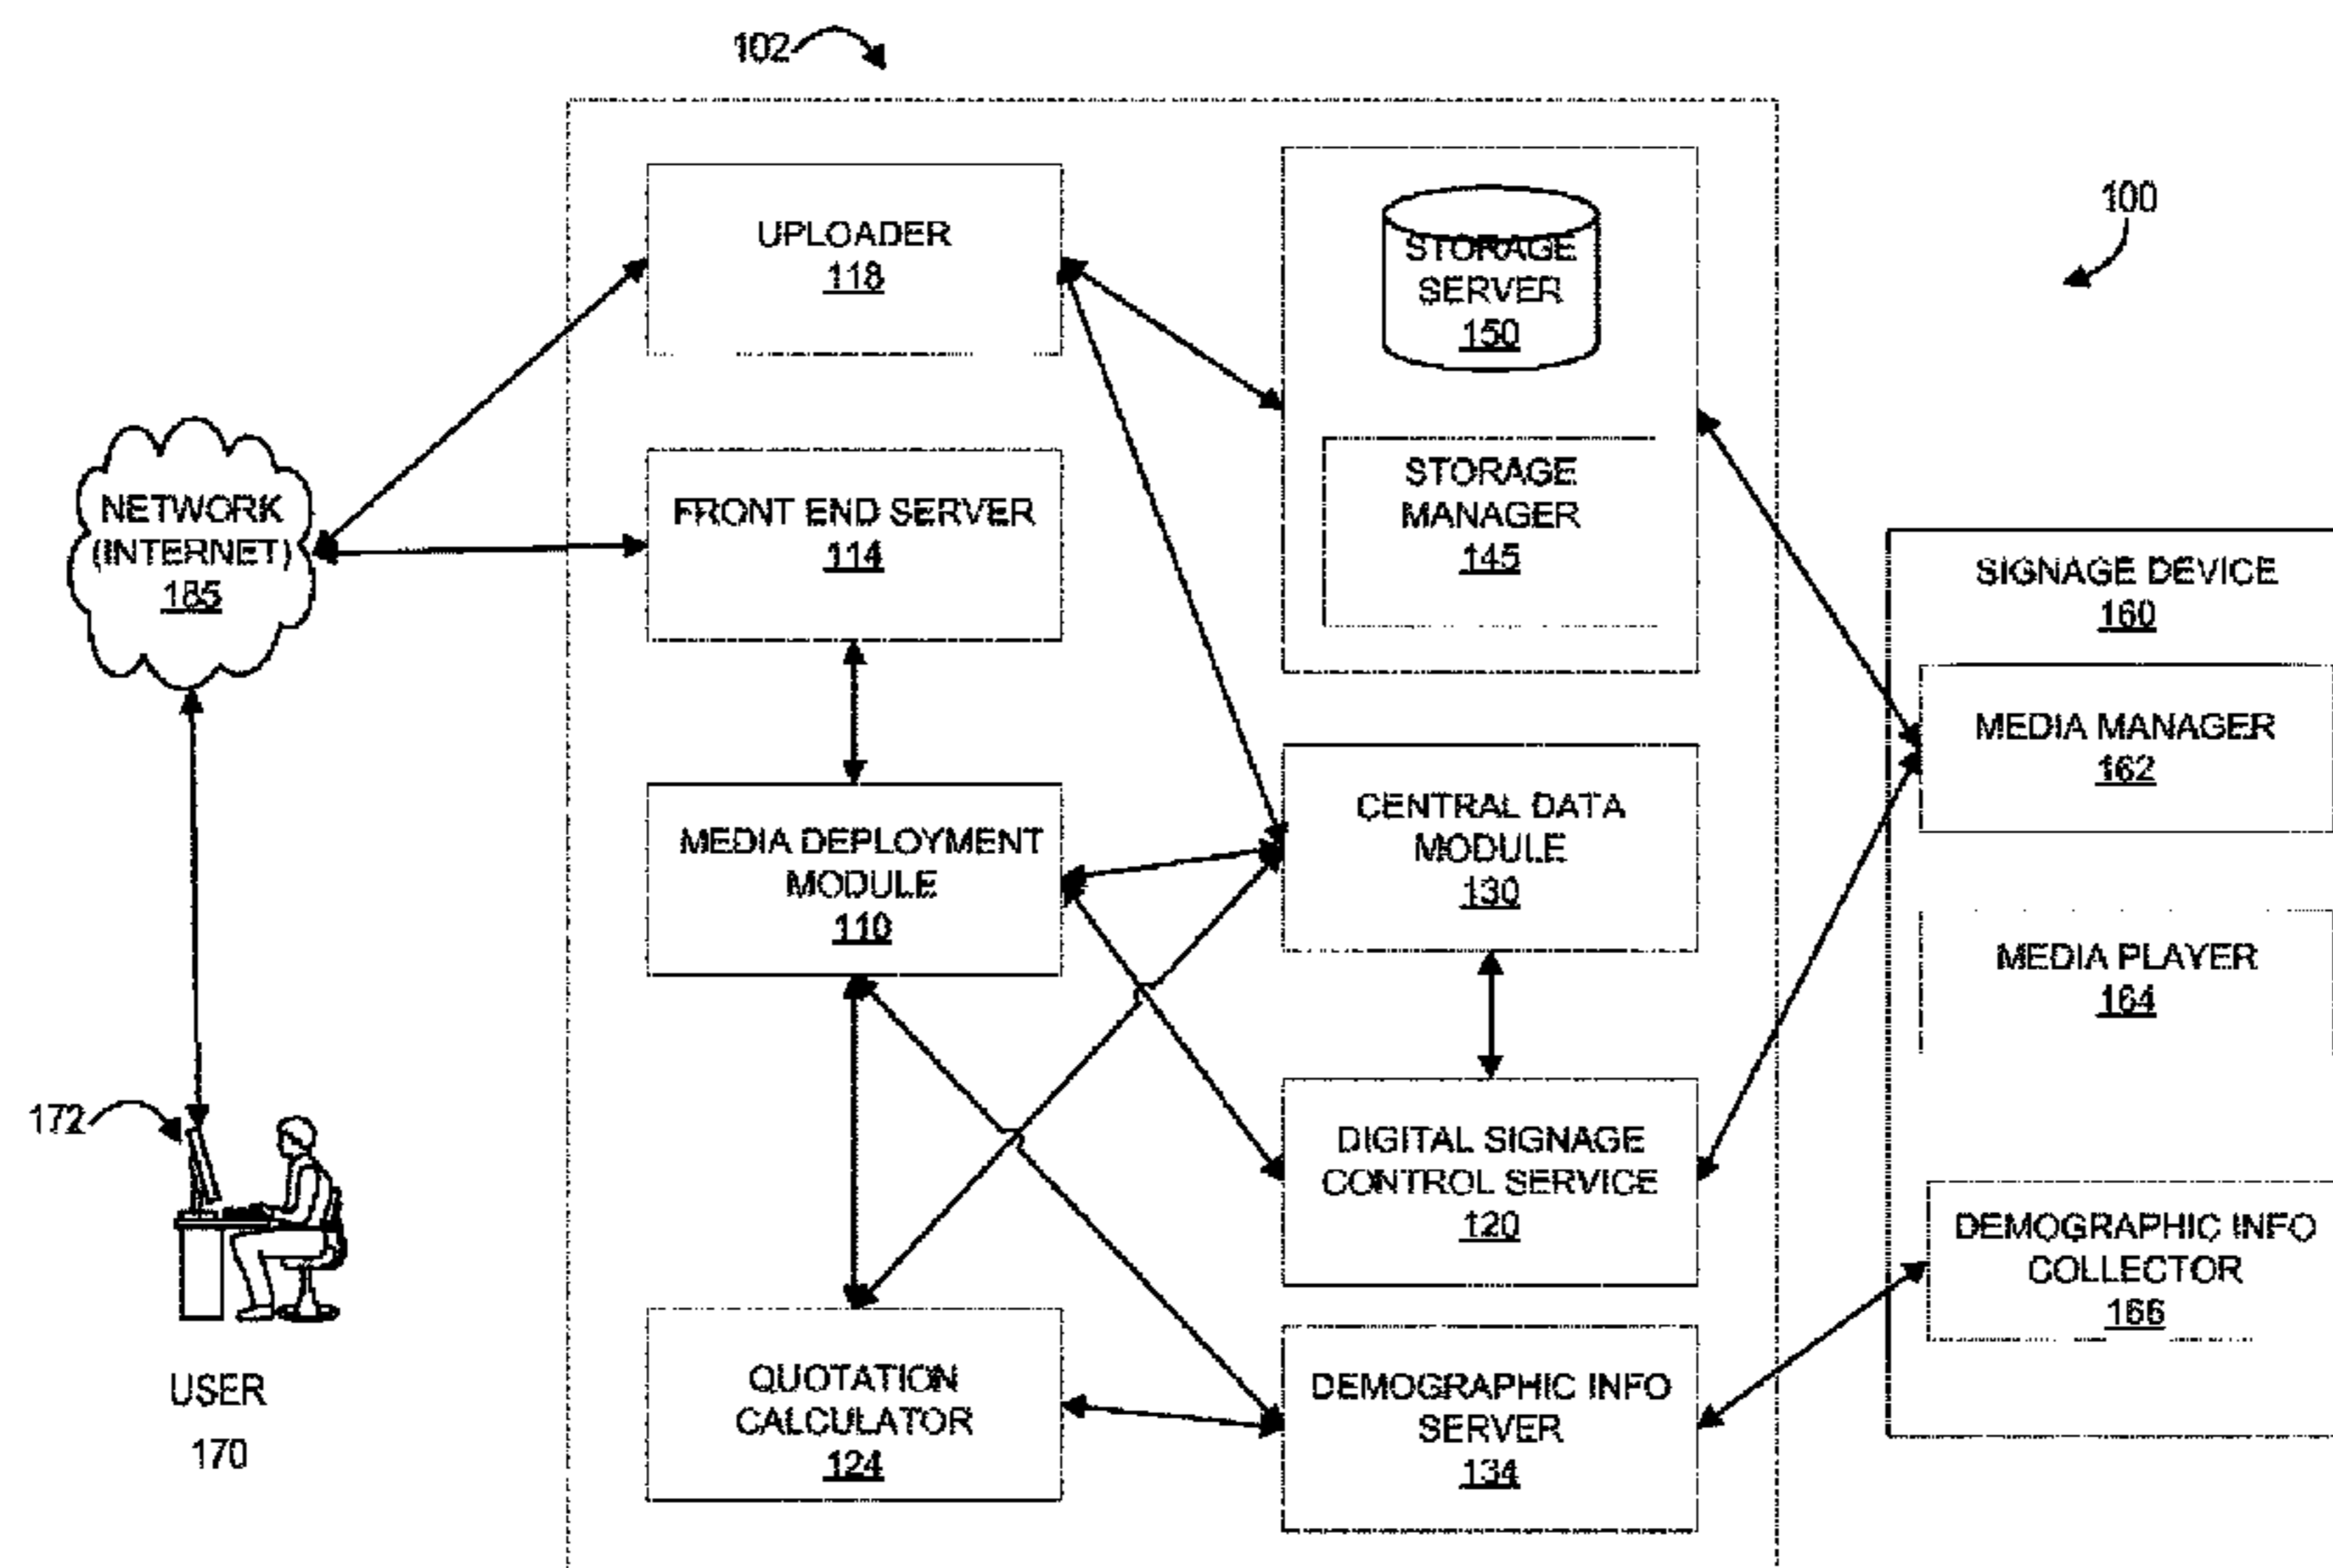 102
100
UPLOADER
118
STORAGE
SERVER
150
STORAGE
MANAGER
145
NETWORK
(INTERNET)
185
FRONT END SERVER
114
SIGNAGE DEVICE
160
MEDIA MANAGER
162
MEDIA DEPLOYMENT
MODULE
110
CENTRAL DATA
MODULE
130
MEDIA PLAYER
164
172
DIGITAL SIGNAGE
CONTROL SERVICE
120
DEMOGRAPHIC INFO
COLLECTOR
166
USER
170
QUOTATION
CALCULATOR
124
DEMOGRAPHIC INFO
SERVER
134